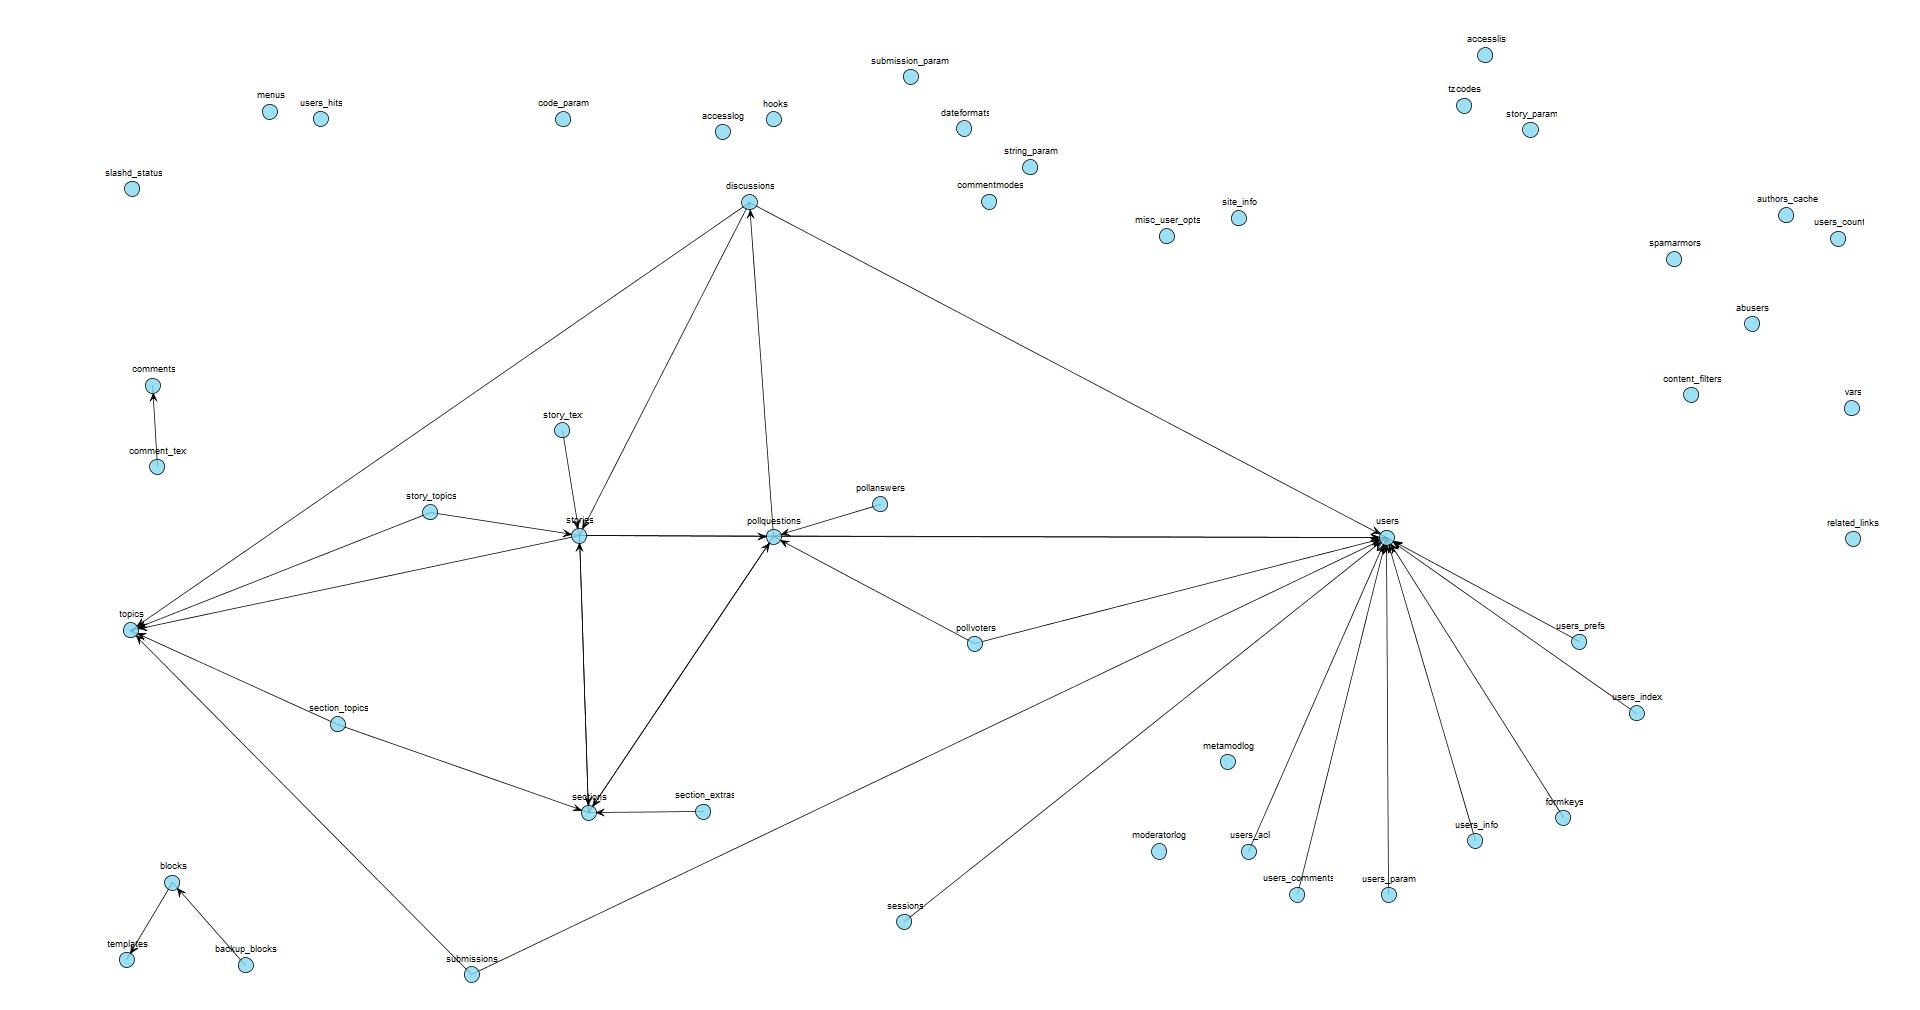 accesslis
submission_param
tzcodes
menus
users_hits
code_param
hooks
accesslog
dateformats
story_param
string_param
slashd_status
discussions
commentmodes
authors_cache
site_info
misc_user_opts
users_count
spamarmors
abusers
comments
content_filters
vars
story_tex
comment_tex
pollanswers
story_topics
stories
pollquestions
users
related_links
topics
users_prefs
pollvoters
users_index
section_topics
metamodlog
section_extras
sections
formkeys
users_info
moderatorlog
users_acl
blocks
users_comments
users_param
sessions
templates
backup_blocks
submissions